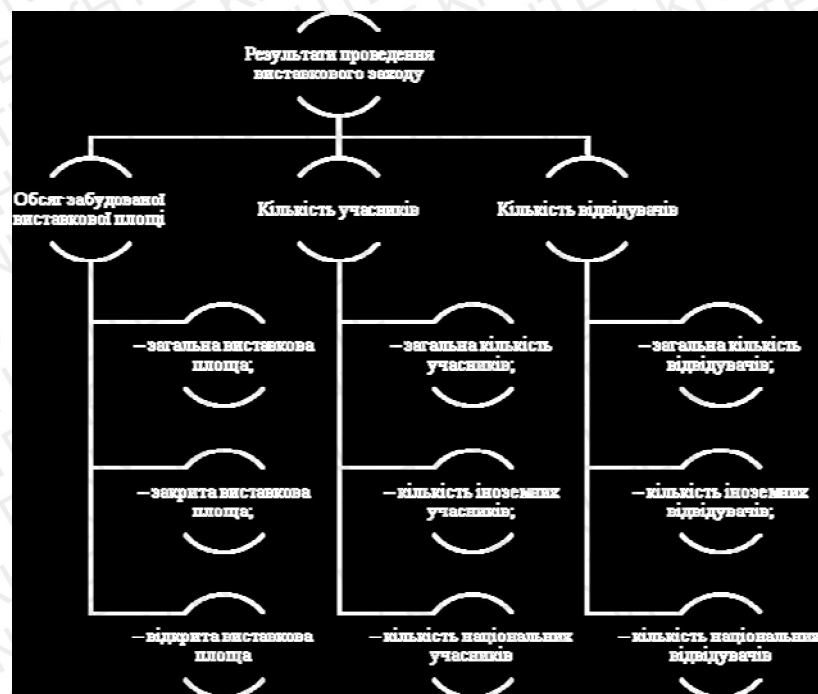 Результати проведення
виставкового заходу
Обсяг забудованої
виставкової площі
Кількість учасників
Кількість відвідувачів
– загальна виставкова
площа;
– загальна кількість
учасників;
– загальна кількість
відвідувачів;
– закрита виставкова
площа;
– кількість іноземних
учасників;
– кількість іноземних
відвідувачів;
– відкрита виставкова
площа
– кількість національних
учасників
– кількість національних
відвідувачів